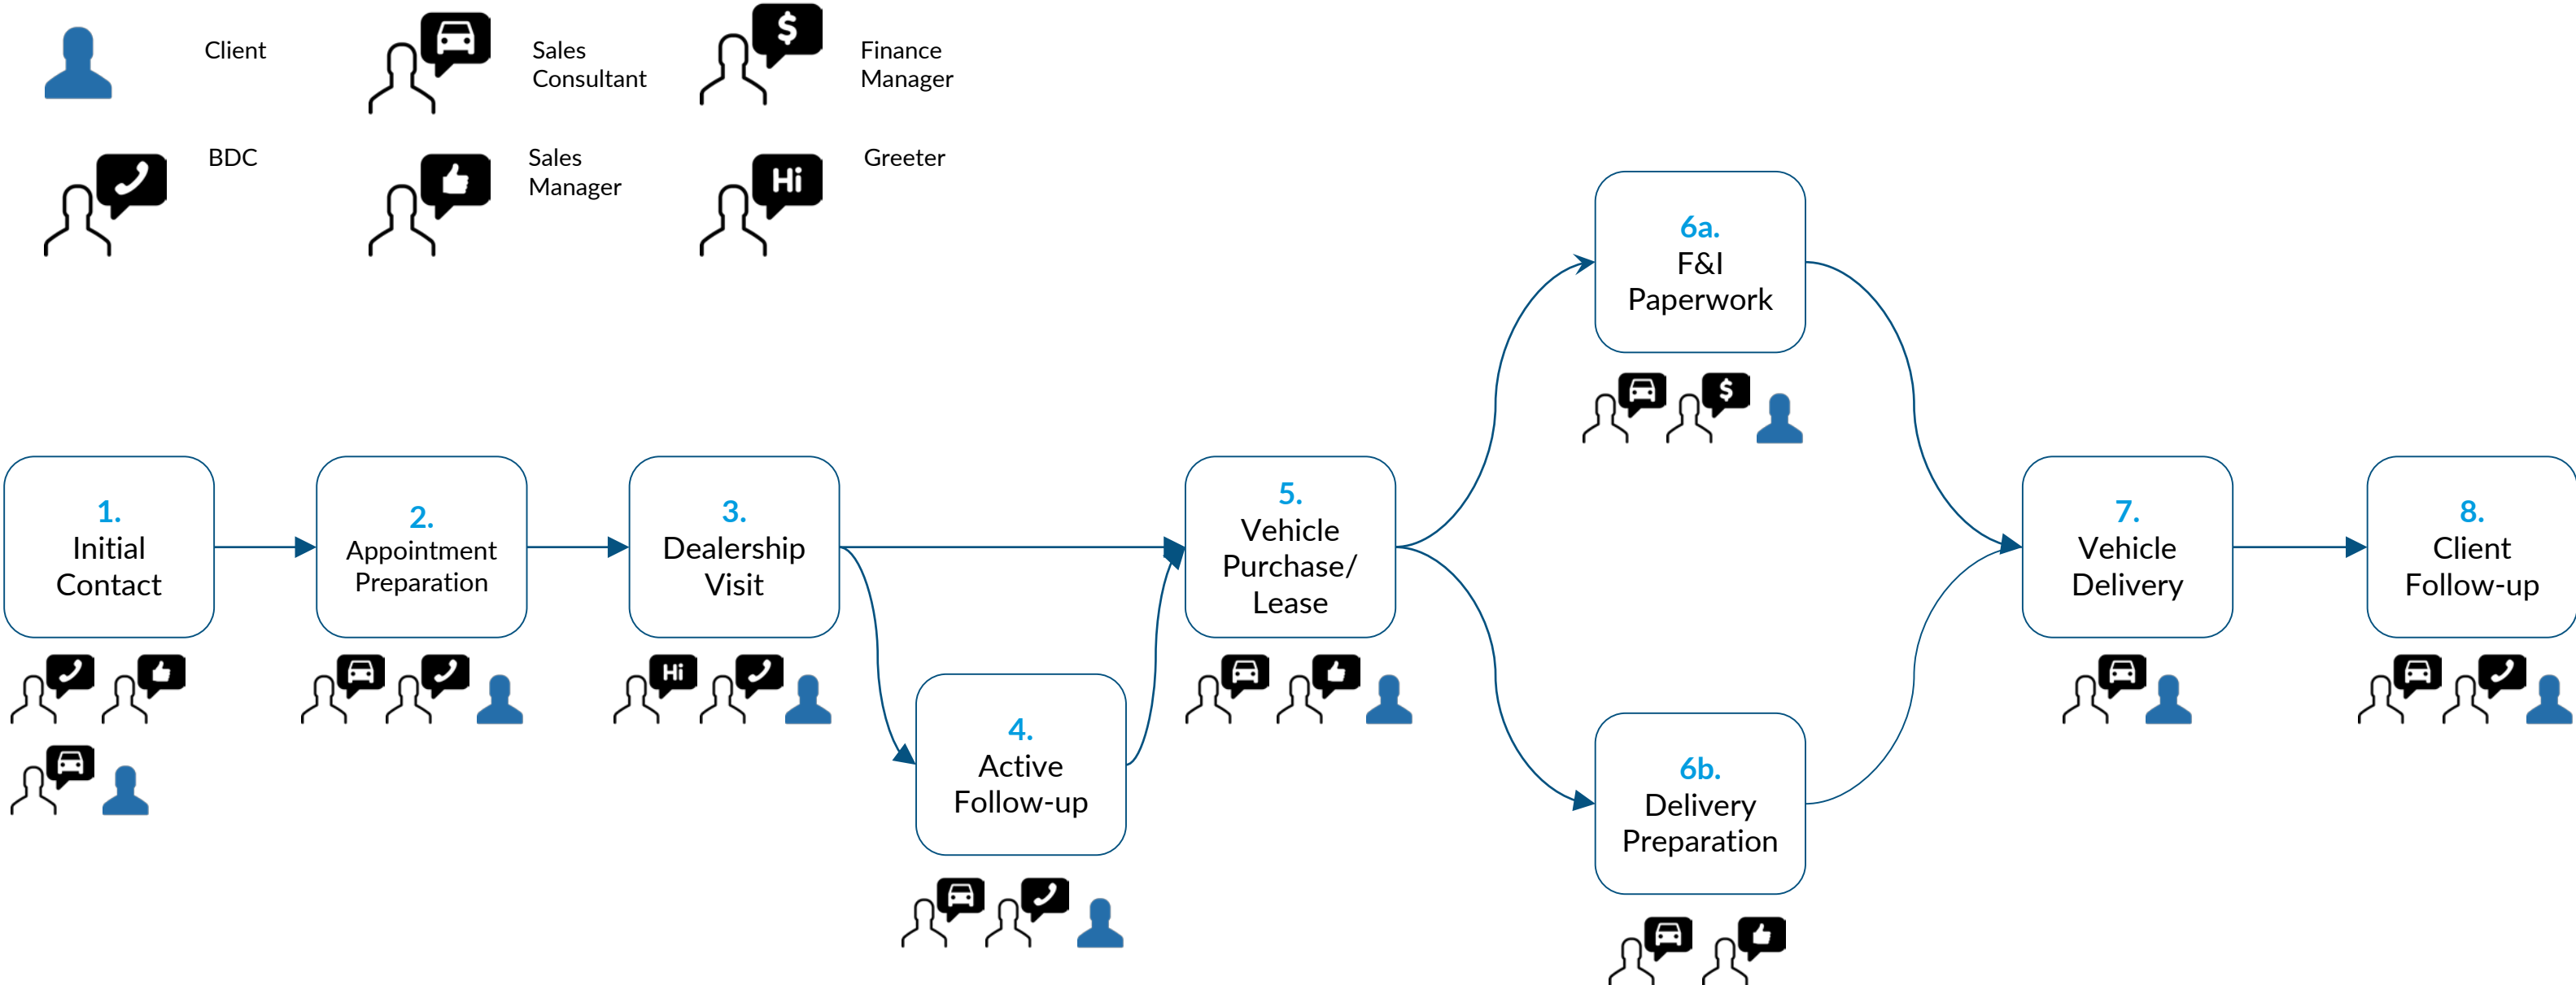 Client
Sales
Consultant
$
Finance
Manager
BDC
Sales
Manager
Hi
Greeter
1.
Initial
Contact
2.
Appointment
Preparation
3.
Dealership
Visit
Hi
4.
Active
Follow-up
5.
Vehicle
Purchase/
Lease
6a.
F&I
Paperwork
$
6b.
Delivery
Preparation
7.
Vehicle
Delivery
8.
Client
Follow-up